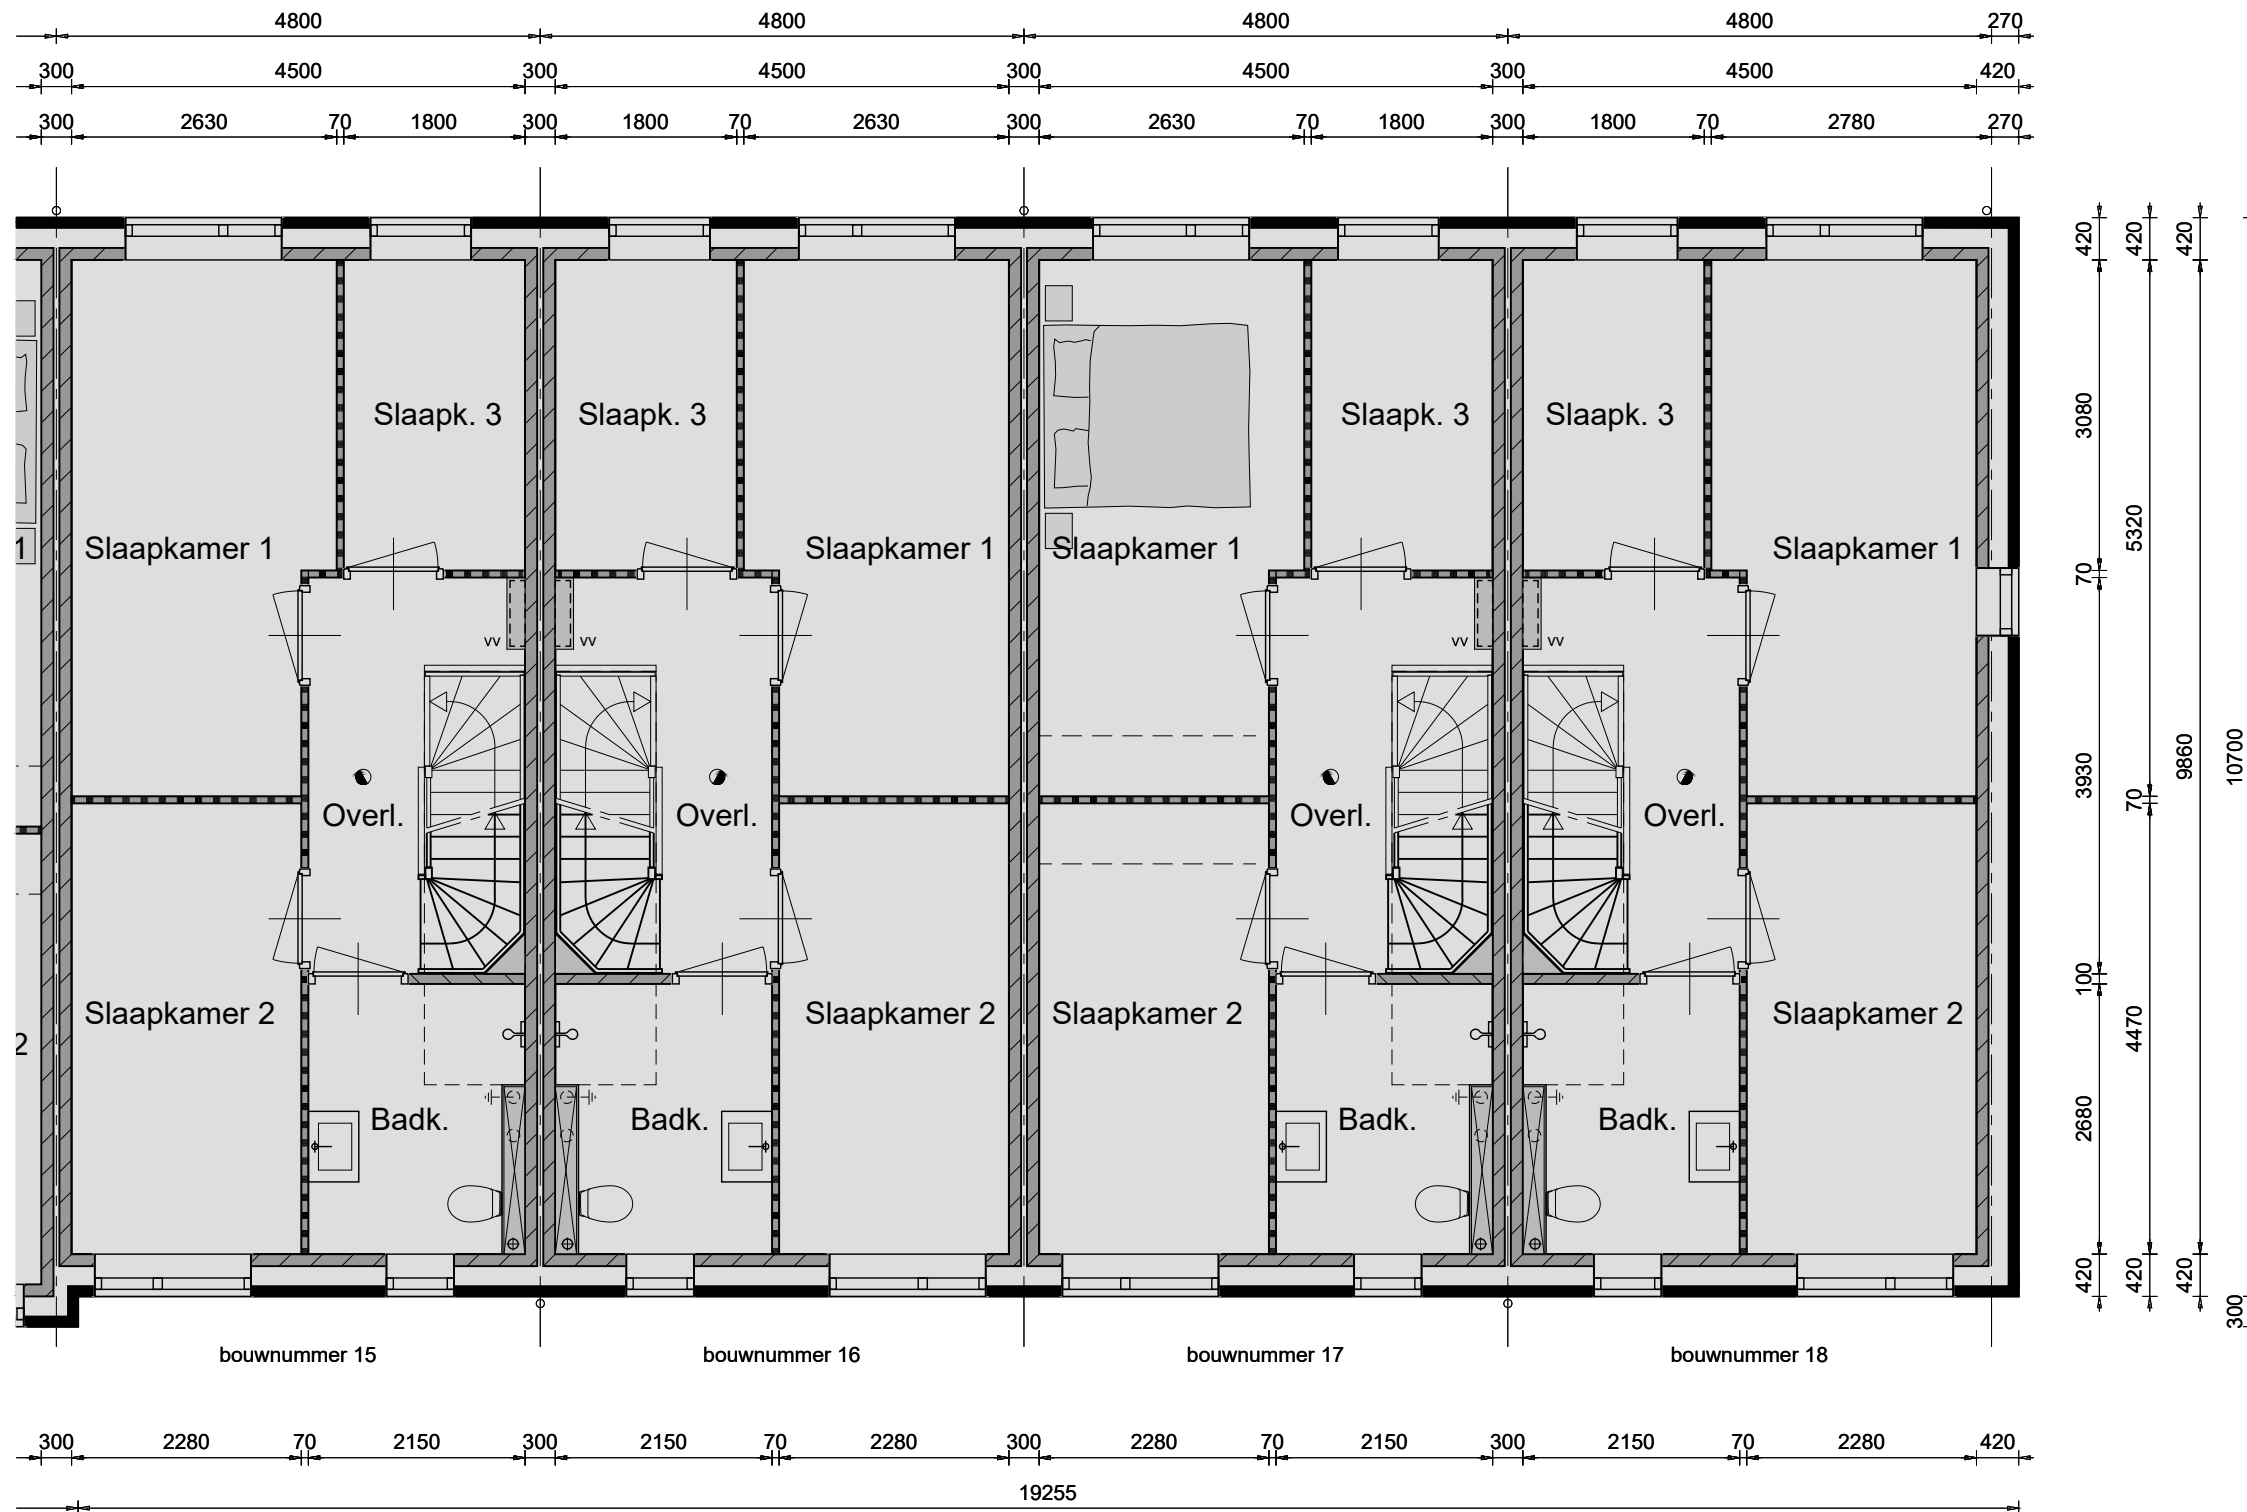 4800 4800 4800 4800 270
300 4500 300 4500 300 4500 300 4500 420
300 2630 70 1800 300 1800 70 2630 300 2630 70 1800 300 1800 70 2780 270
420 420 420
Slaapk. 3 Slaapk. 3 Slaapk. 3 Slaapk. 3
3080
5320
1 Slaapkamer 1 Slaapkamer 1 Slaapkamer 1 Slaapkamer 1
70
vv vv vv vv
3930 9860 10700
70
Overl. Overl. Overl. Overl.
100
2 Slaapkamer 2 Slaapkamer 2 Slaapkamer 2 Slaapkamer 2
4470
Badk. Badk. Badk. Badk.
2680
420 420 420
300
bouwnummer 15 bouwnummer 16 bouwnummer 17 bouwnummer 18
300 2280 70 2150 300 2150 70 2280 300 2280 70 2150 300 2150 70 2280 420
19255